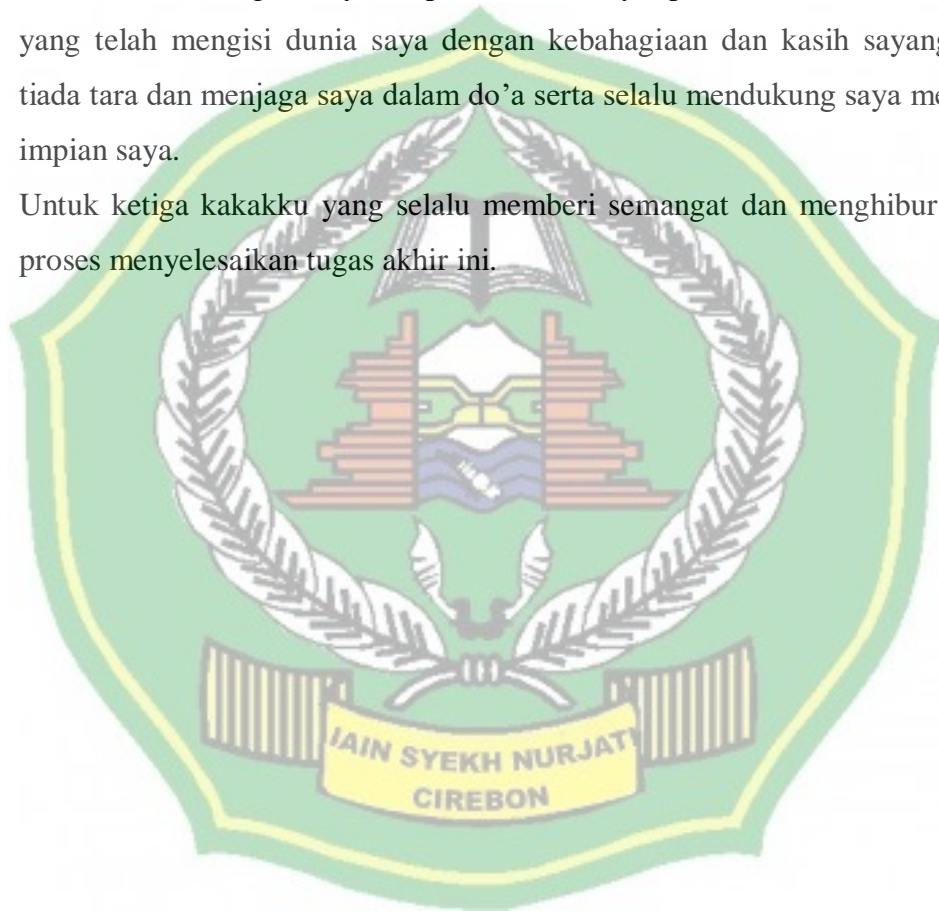 yang telah mengisi dunia saya dengan kebahagiaan dan kasih sayang
tiada tara dan menjaga saya dalam do’a serta selalu mendukung saya me
impian saya.
Untuk ketiga kakakku yang selalu memberi semangat dan menghibur
proses menyelesaikan tugas akhir ini.
IAIN SYEKH NURJATI
CIREBON